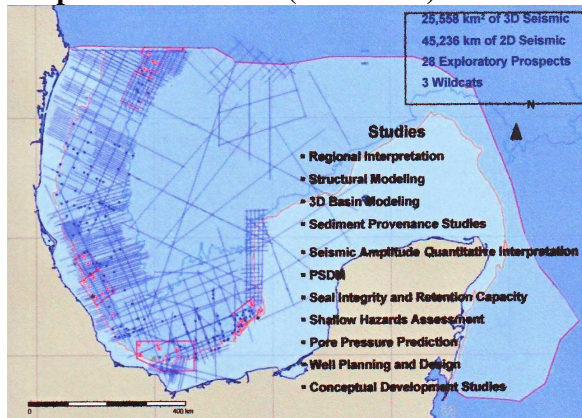 25,558 km² of 3D Seismic
45,236 km of 2D Seismic
28 Exploratory Prospects
3 Wildcats
N
Studies
▪ Regional Interpretation
▪ Structural Modeling
▪ 3D Basin Modeling
▪ Sediment Provenance Studies
▪ Seismic Amplitude Quantitative Interpretation
▪ PSDM
▪ Seal Integrity and Retention Capacity
▪ Shallow Hazards Assessment
▪ Pore Pressure Prediction
▪ Well Planning and Design
▪ Conceptual Development Studies
0
400 km